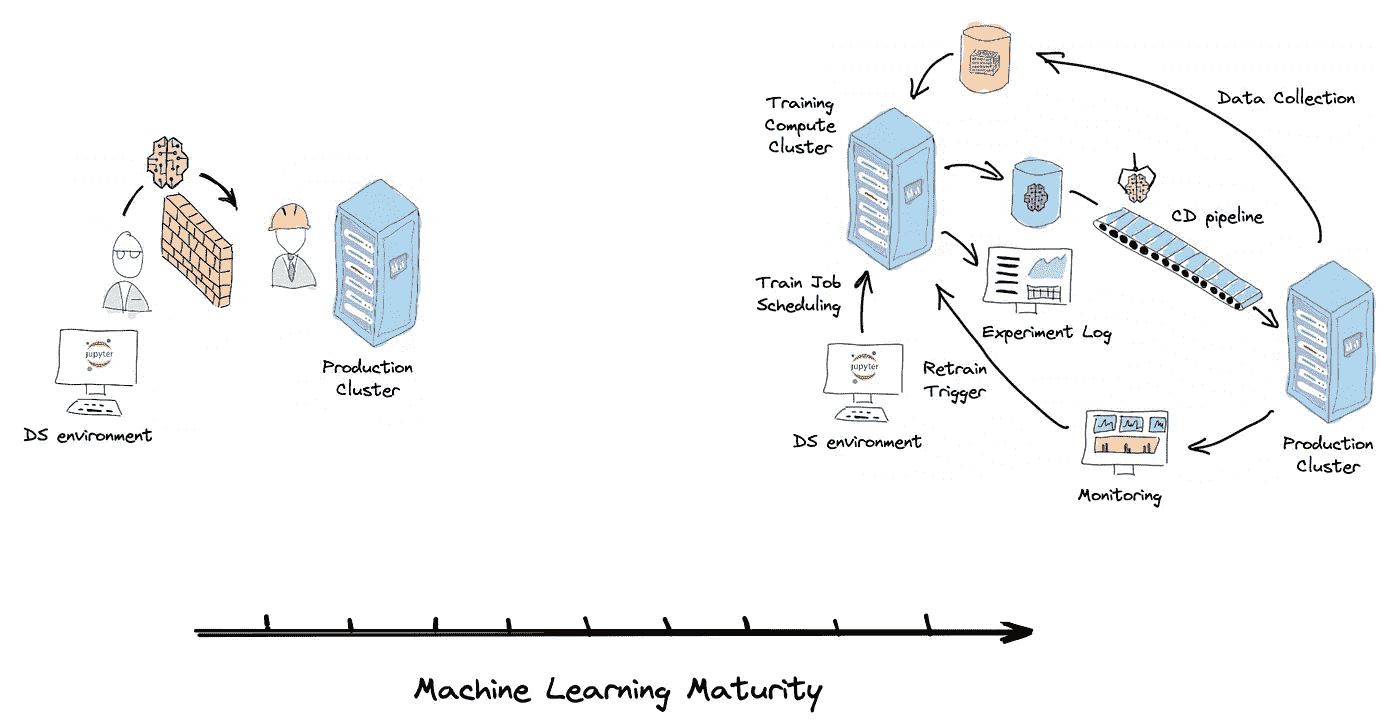 jupyter
DS environment
Production
Cluster
Training
Compute
Cluster
Data Collection
CD pipeline
Train Job
Scheduling
Experiment Log
jupyter
Retrain
Trigger
DS environment
Monitoring
Production
Cluster
Machine Learning Maturity